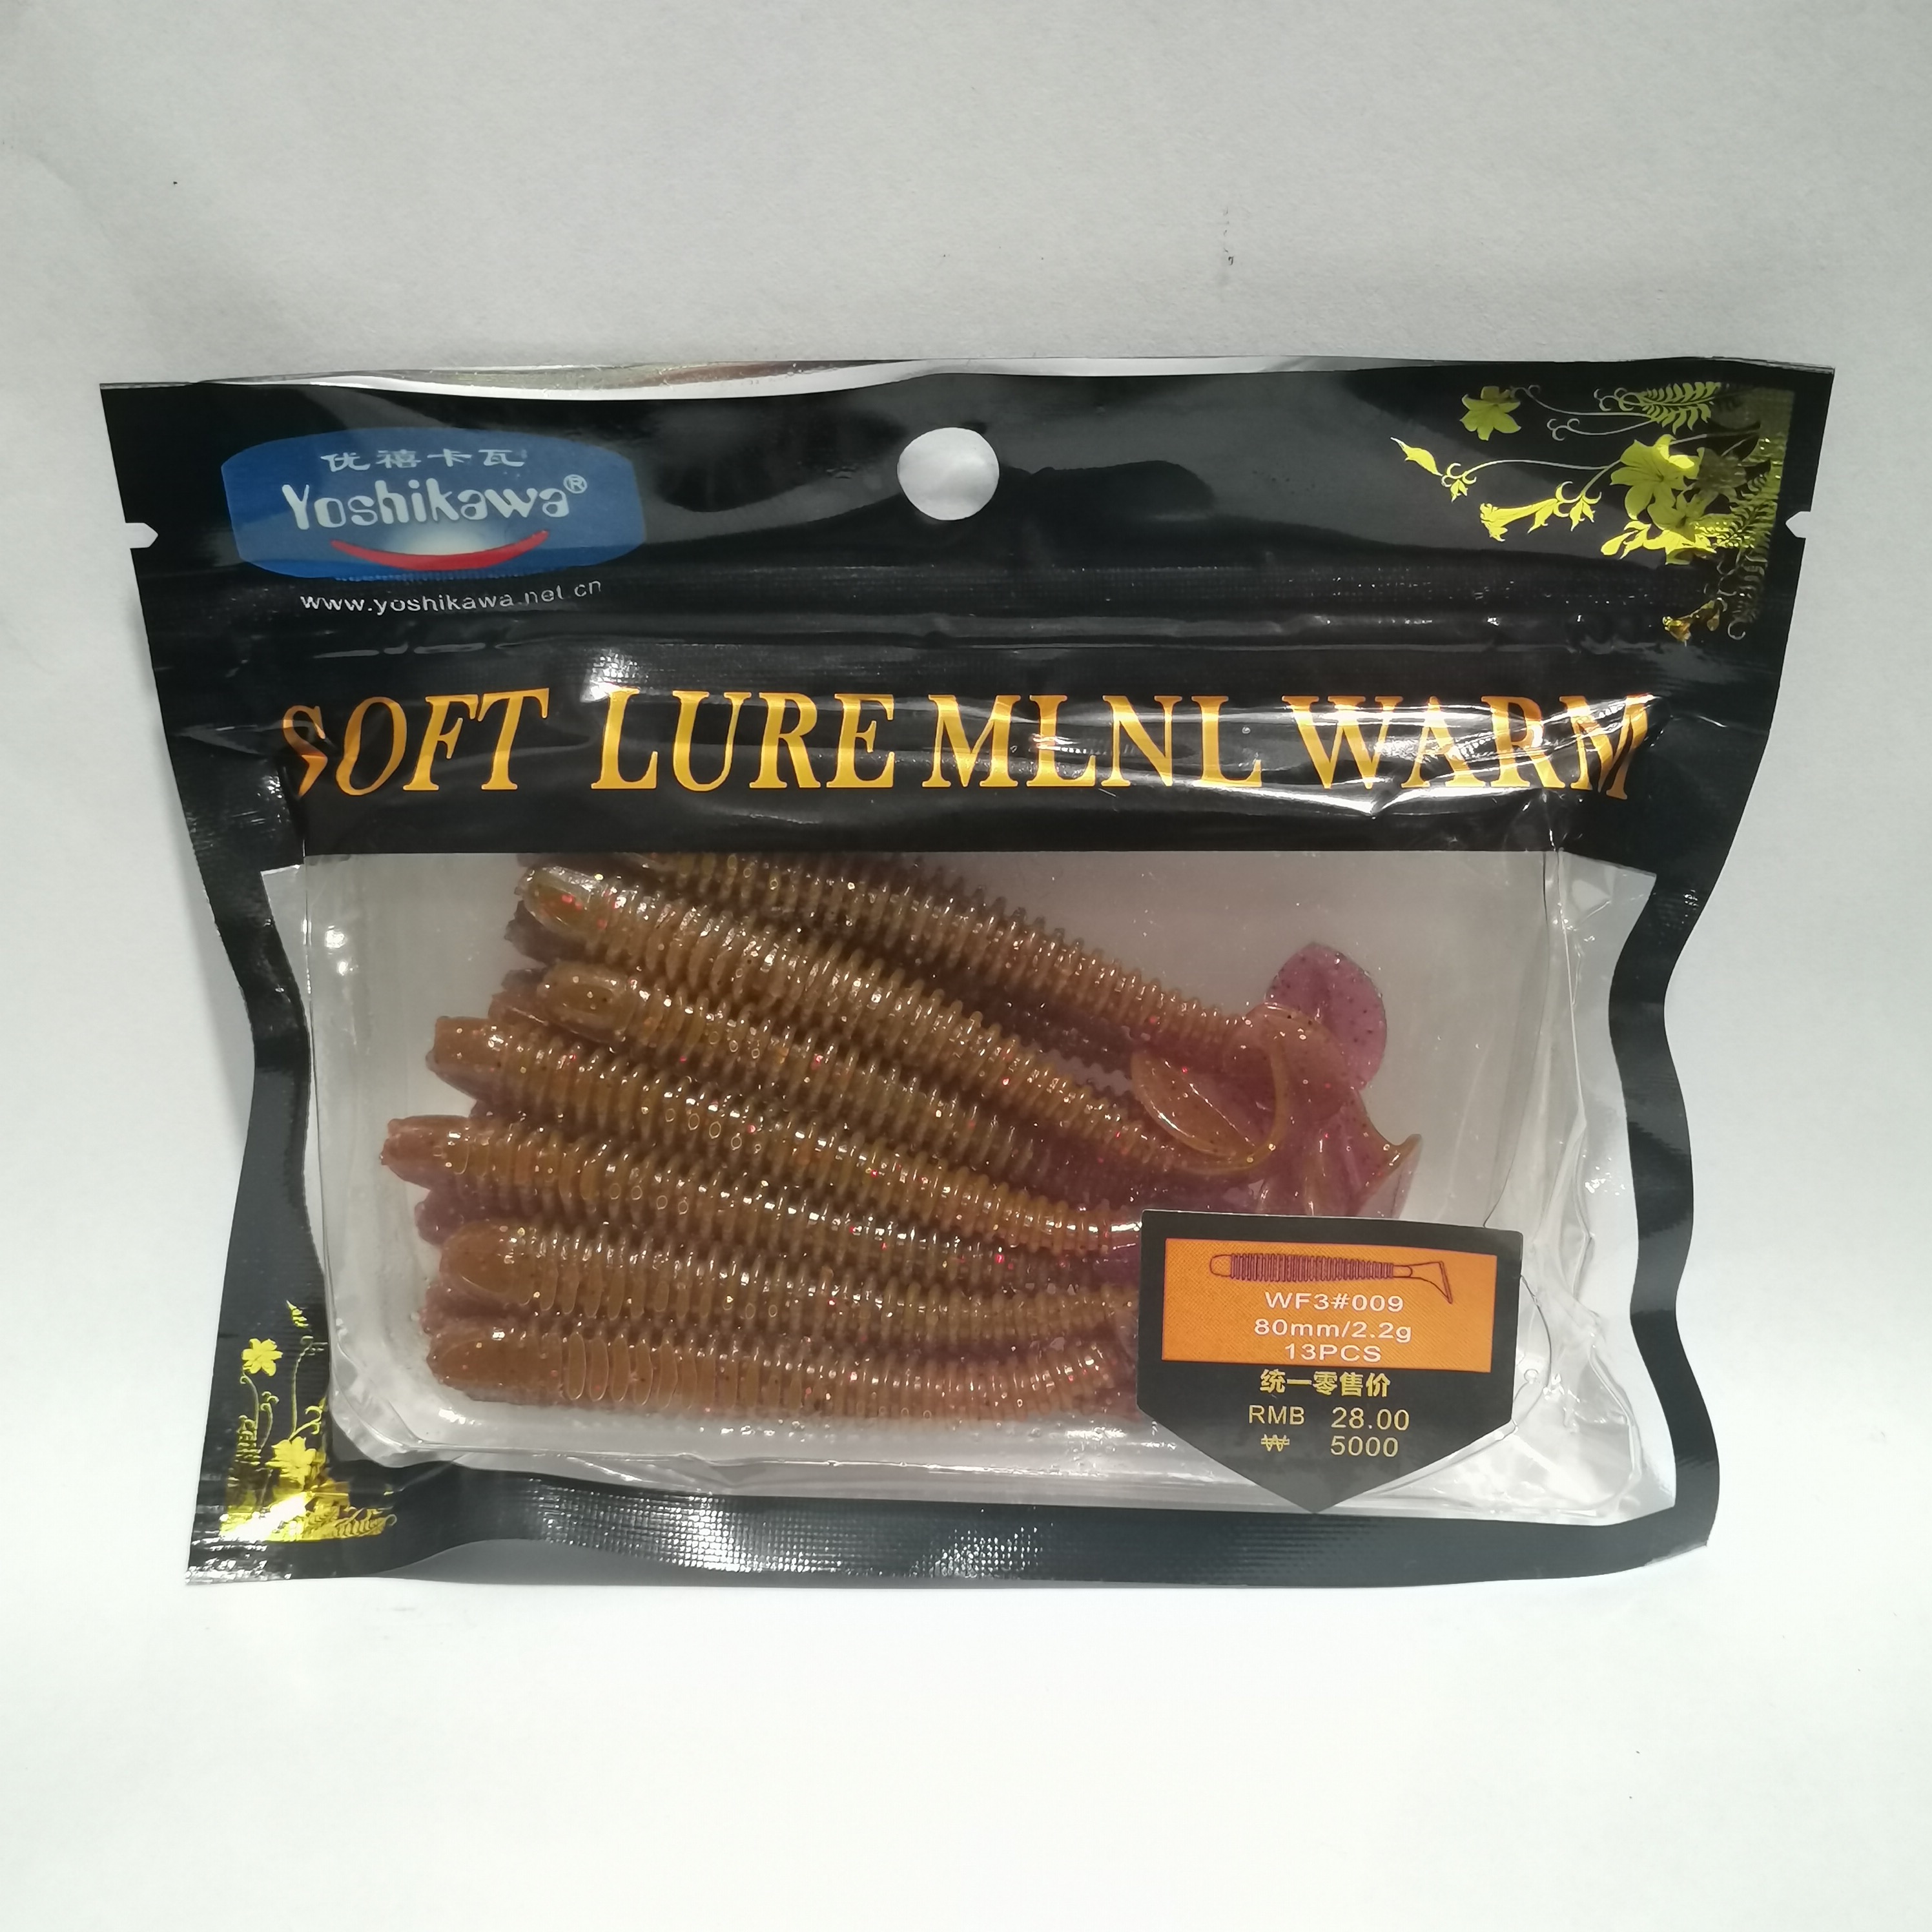 优禧卡瓦
Yoshikawa®
www.yoshikawa.net.cn
SOFT LURE MLNL WARM
WF3#009
80mm/2.2g
13PCS
统一零售价
RMB 28.00
₩ 5000